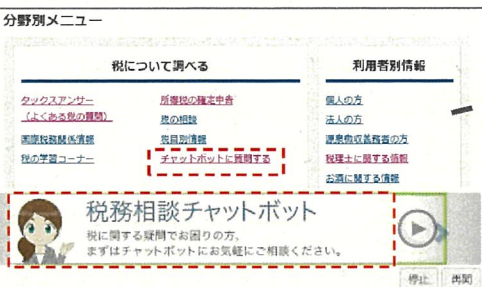 分野別メニュー
税について調べる
利用者別情報
タックスアンサー
(よくある税の質問)
国際税務関係情報
税の学習コーナー
所得税の確定申告
税の相談
税目別情報
チャットボットに質問する
個人の方
法人の方
源泉徴収義務者の方
税理士に関する情報
お酒に関する情報
税務相談チャットボット
税に関する疑問でお困りの方、
まずはチャットボットにお気軽にご相談ください。
停止
再開